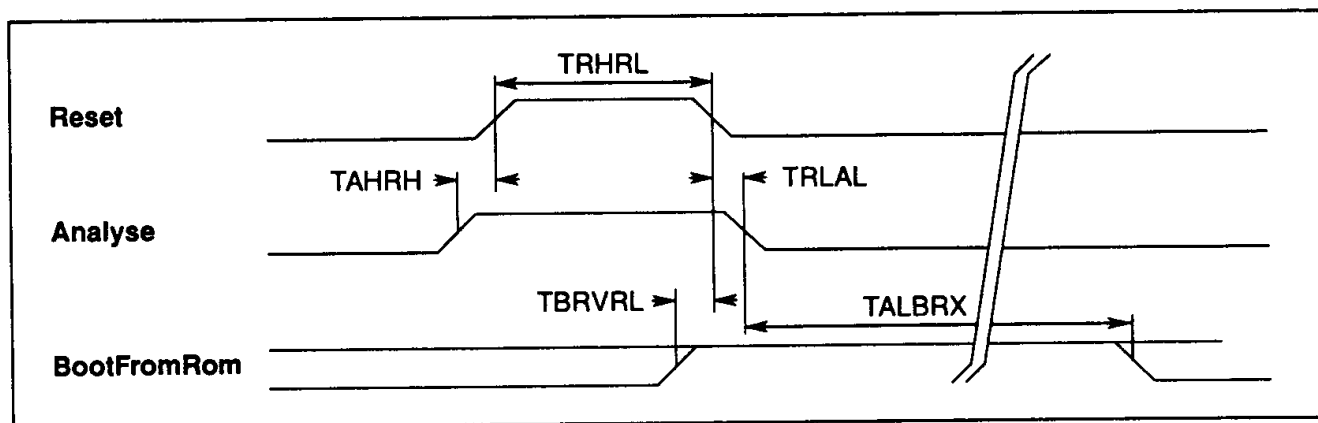 TRHRL
Reset
TAHRH
TRLAL
Analyse
TBRVRL
TALBRX
BootFromRom